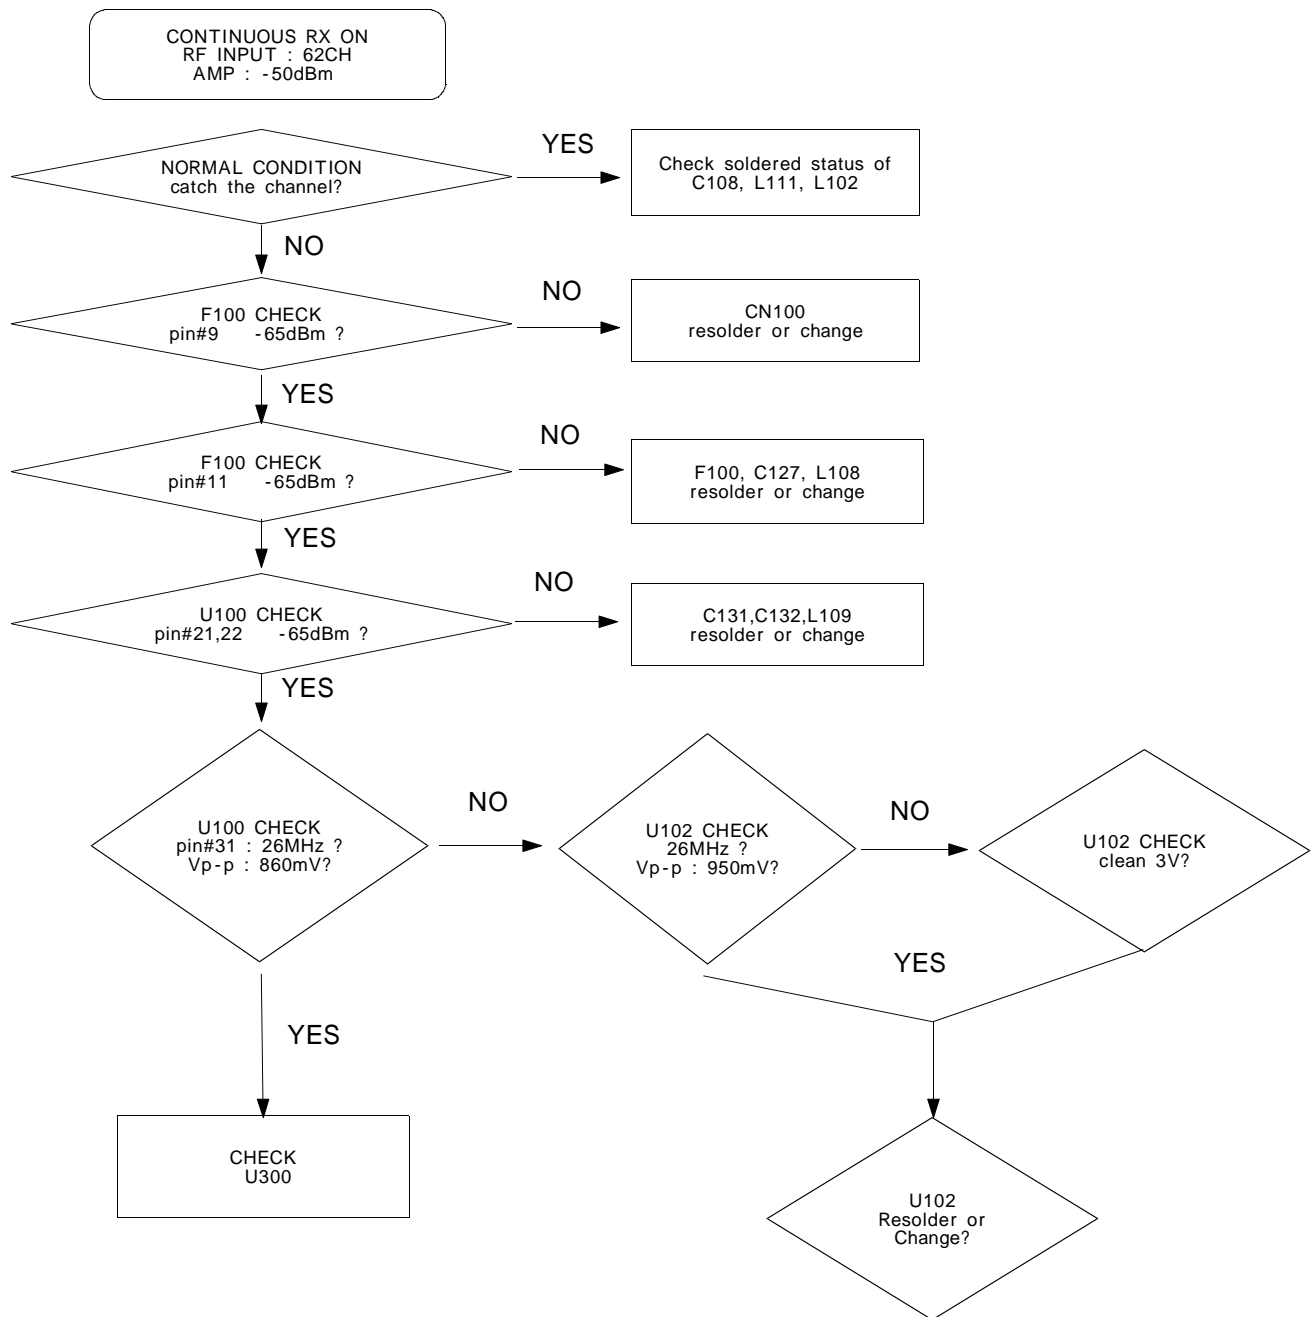 CONTINUOUS RX ON
RF INPUT : 62CH
AMP : -50dBm
NORMAL CONDITION
catch the channel?
YES
Check soldered status of
C108, L111, L102
NO
F100 CHECK
pin#9 -65dBm ?
NO
CN100
resolder or change
YES
F100 CHECK
pin#11 -65dBm ?
NO
F100, C127, L108
resolder or change
YES
U100 CHECK
pin#21,22 -65dBm ?
NO
C131,C132,L109
resolder or change
YES
U100 CHECK
pin#31 : 26MHz ?
Vp-p : 860mV?
NO
U102 CHECK
26MHz ?
Vp-p : 950mV?
NO
U102 CHECK
clean 3V?
YES
YES
CHECK
U300
U102
Resolder or
Change?